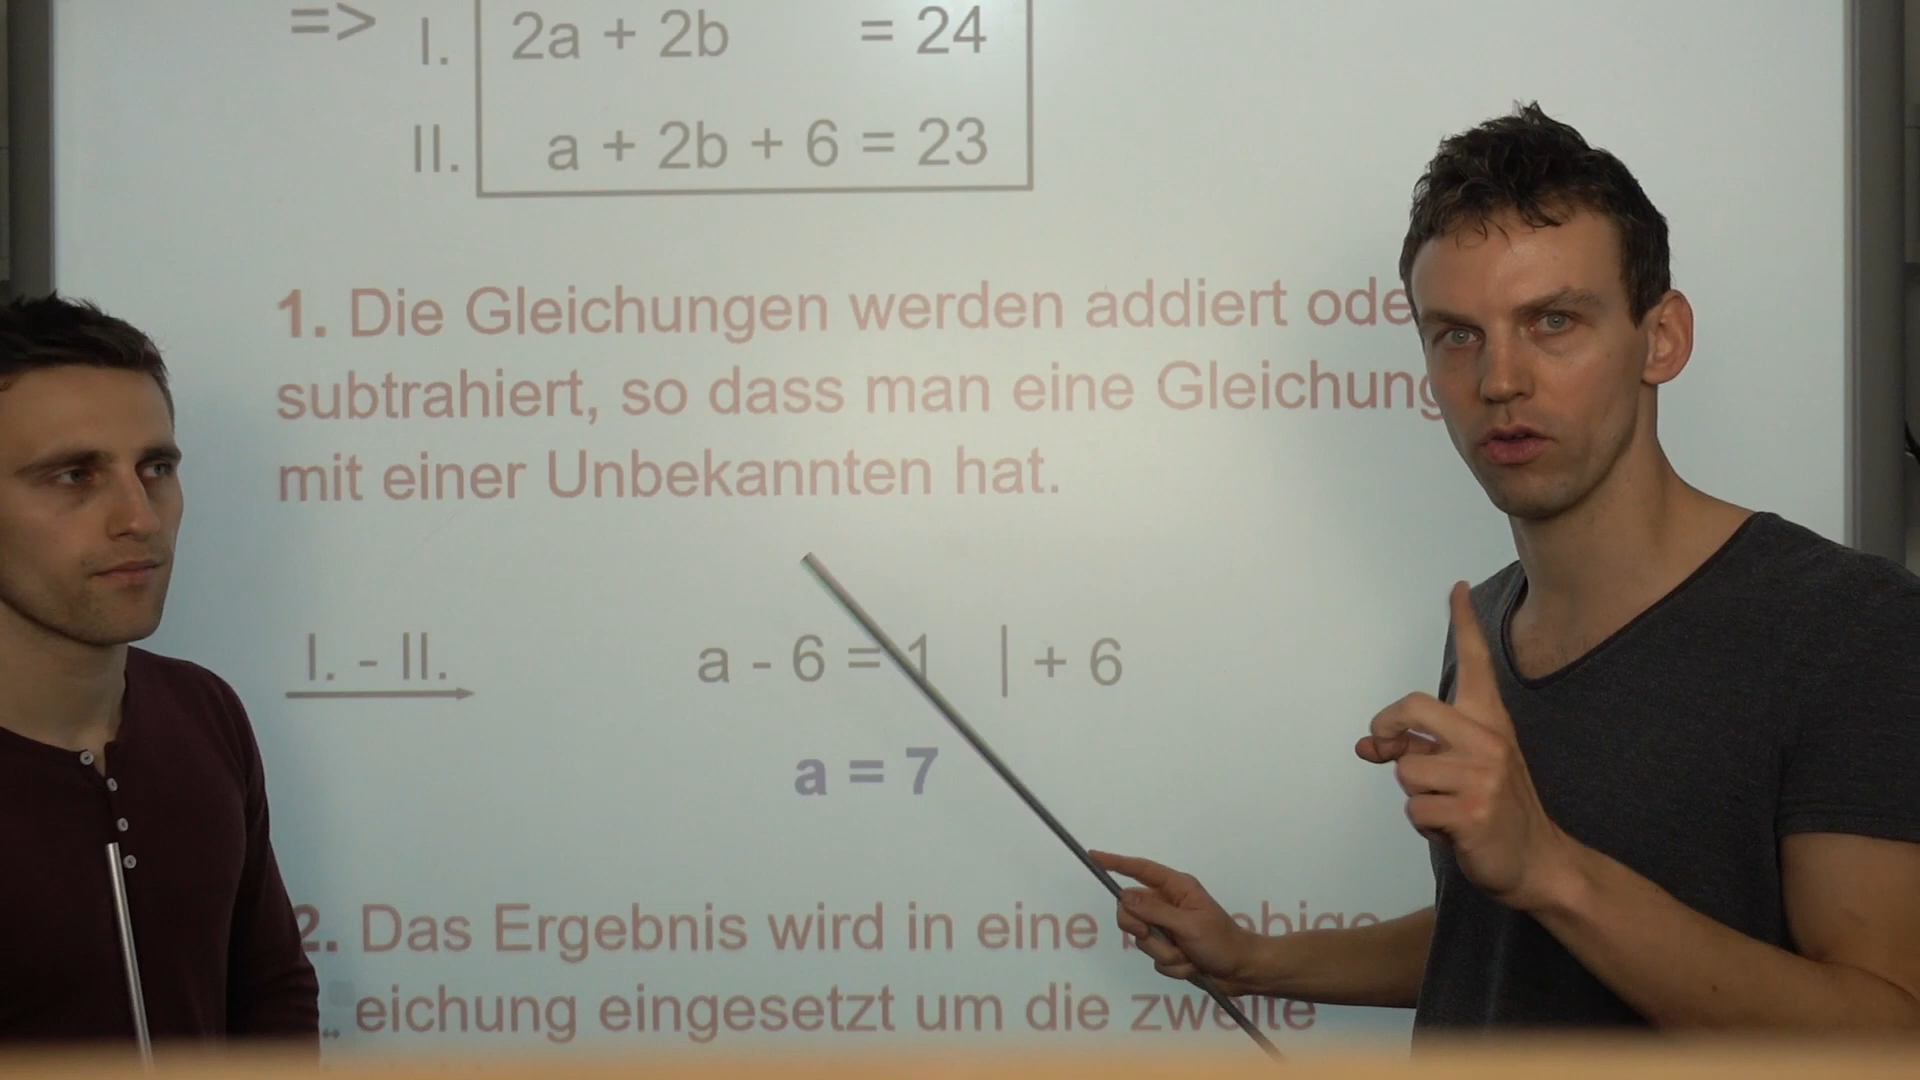 => I. 2a + 2b = 24
II. a + 2b + 6 = 23
1. Die Gleichungen werden addiert ode
subtrahiert, so dass man eine Gleichung
mit einer Unbekannten hat.
I. - II. a - 6 = 1 | + 6
a = 7
2. Das Ergebnis wird in eine
eichung eingesetzt um die zweite